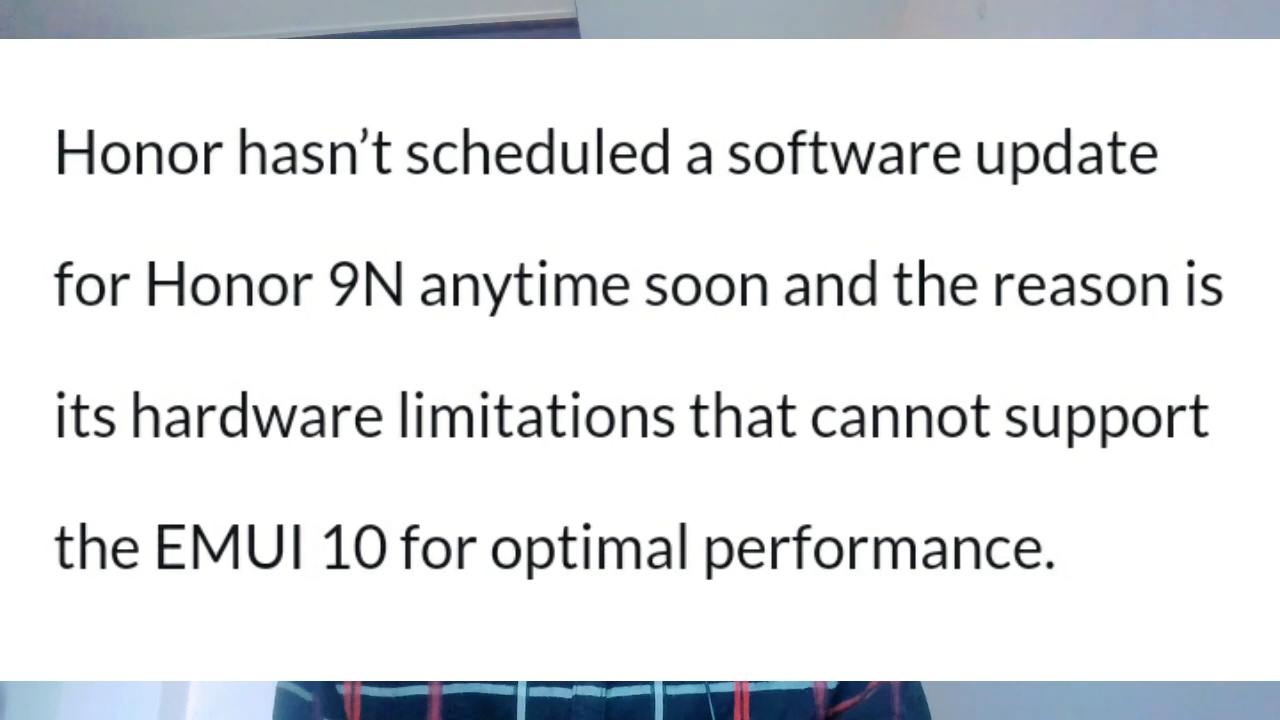 Honor hasn’t scheduled a software update
for Honor 9N anytime soon and the reason is
its hardware limitations that cannot support
the EMUI 10 for optimal performance.